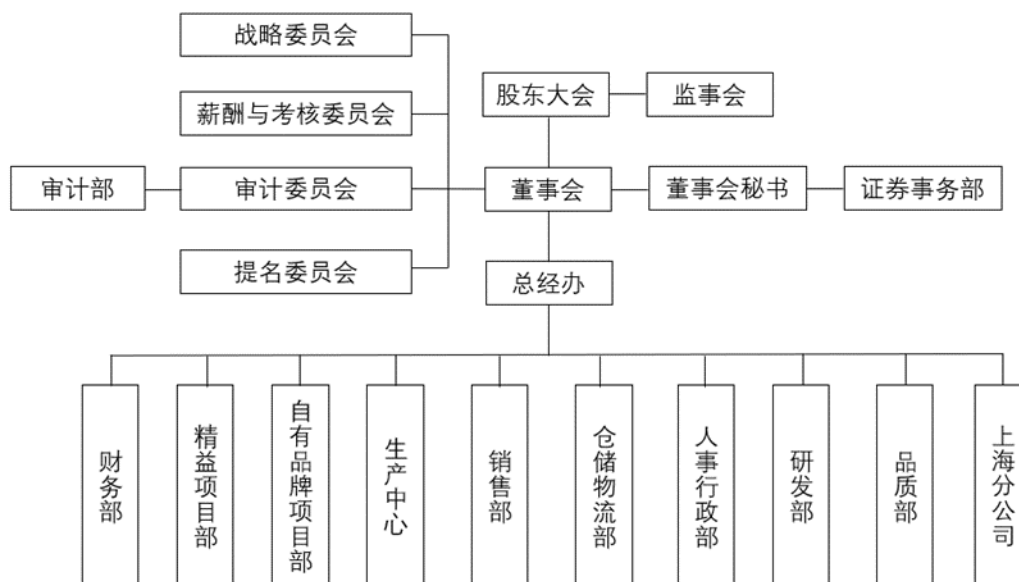 战略委员会
股东大会
监事会
薪酬与考核委员会
审计部
审计委员会
董事会
董事会秘书
证券事务部
提名委员会
总经办
财务部
精益项目部
自有品牌项目部
生产中心
销售部
仓储物流部
人事行政部
研发部
品质部
上海分公司